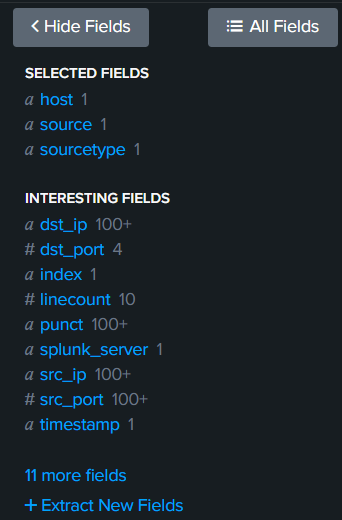 Hide Fields All Fields
SELECTED FIELDS
a host 1
a source 1
a sourcetype 1
INTERESTING FIELDS
a dst_ip 100+
# dst_port 4
a index 1
# linecount 10
a punct 100+
a splunk_server 1
a src_ip 100+
# src_port 100+
a timestamp 1
11 more fields
+ Extract New Fields